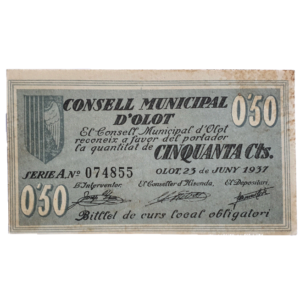 CONSELL MUNICIPAL
D'OLOT
0'50
El Consell Municipal d'Olot
reconeix a favor del portador
la quantitat de CINQUANTA Cts.
SERIE A. Nº 074855
OLOT, 23 de JUNY 1937
El Interventor,
El Conseller d'Hisenda,
El Depositari
0'50
Bitllet de curs local obligatori